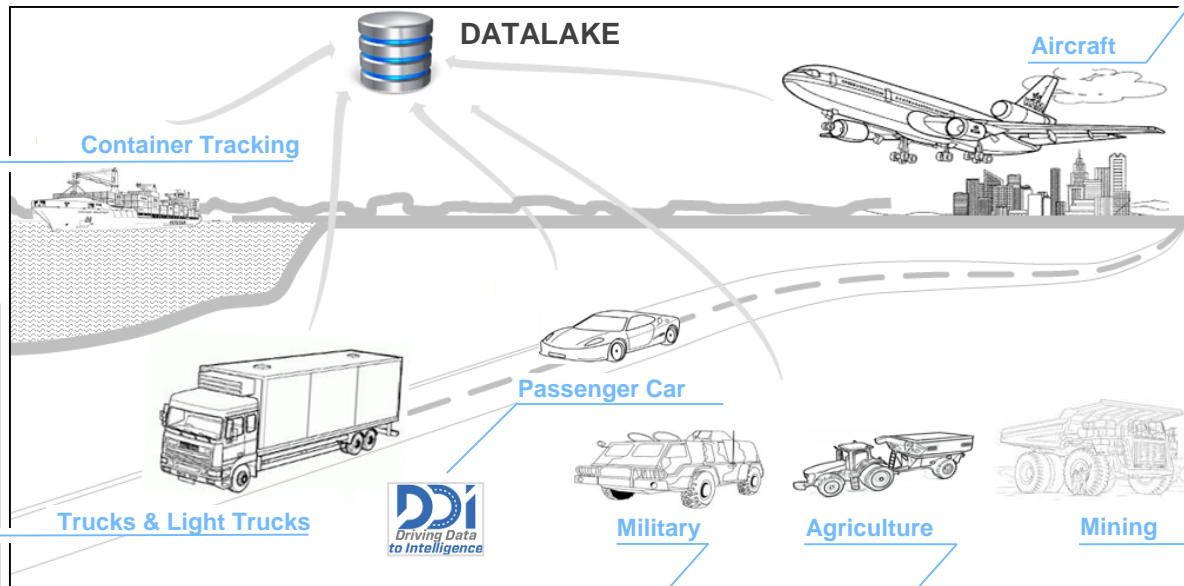 DATALAKE
Aircraft
Container Tracking
Passenger Car
DDi
Driving Data
to Intelligence
Trucks & Light Trucks
Military
Agriculture
Mining